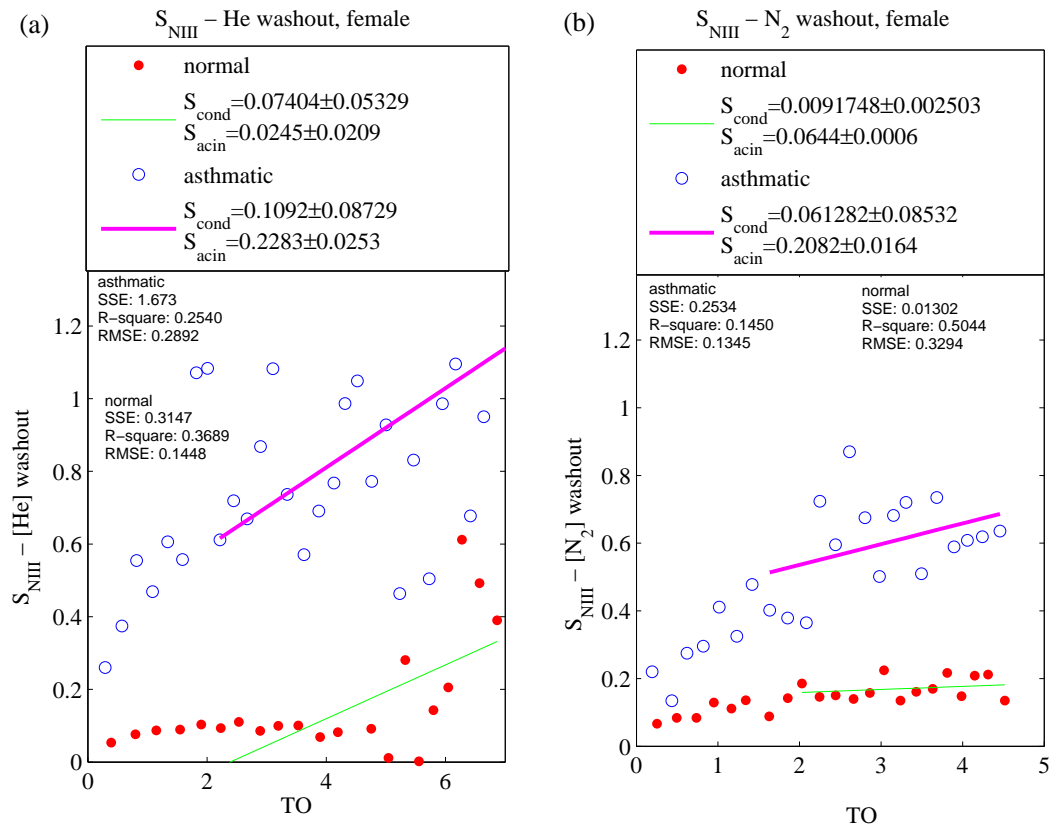 (a)
S_NIII − He washout, female
normal
S_cond=0.07404±0.05329
S_acin=0.0245±0.0209
asthmatic
S_cond=0.1092±0.08729
S_acin=0.2283±0.0253
asthmatic
SSE: 1.673
R−square: 0.2540
RMSE: 0.2892
normal
SSE: 0.3147
R−square: 0.3689
RMSE: 0.1448
1.2
1
0.8
0.6
0.4
0.2
0
S_NIII − [He] washout
0 2 4 6
TO
(b)
S_NIII − N_2 washout, female
normal
S_cond=0.0091748±0.002503
S_acin=0.0644±0.0006
asthmatic
S_cond=0.061282±0.08532
S_acin=0.2082±0.0164
asthmatic
SSE: 0.2534
R−square: 0.1450
RMSE: 0.1345
normal
SSE: 0.01302
R−square: 0.5044
RMSE: 0.3294
1.2
1
0.8
0.6
0.4
0.2
0
S_NIII − [N_2] washout
0 1 2 3 4 5
TO